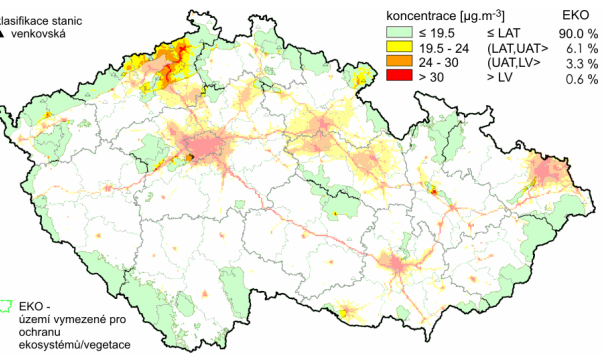 klasifikace stanic
venkovská
koncentrace [µg.m-3] EKO
≤ 19.5 ≤ LAT 90.0 %
19.5 - 24 (LAT,UAT> 6.1 %
24 - 30 (UAT,LV> 3.3 %
> 30 > LV 0.6 %
EKO -
území vymezené pro
ochranu
ekosystémů/vegetace